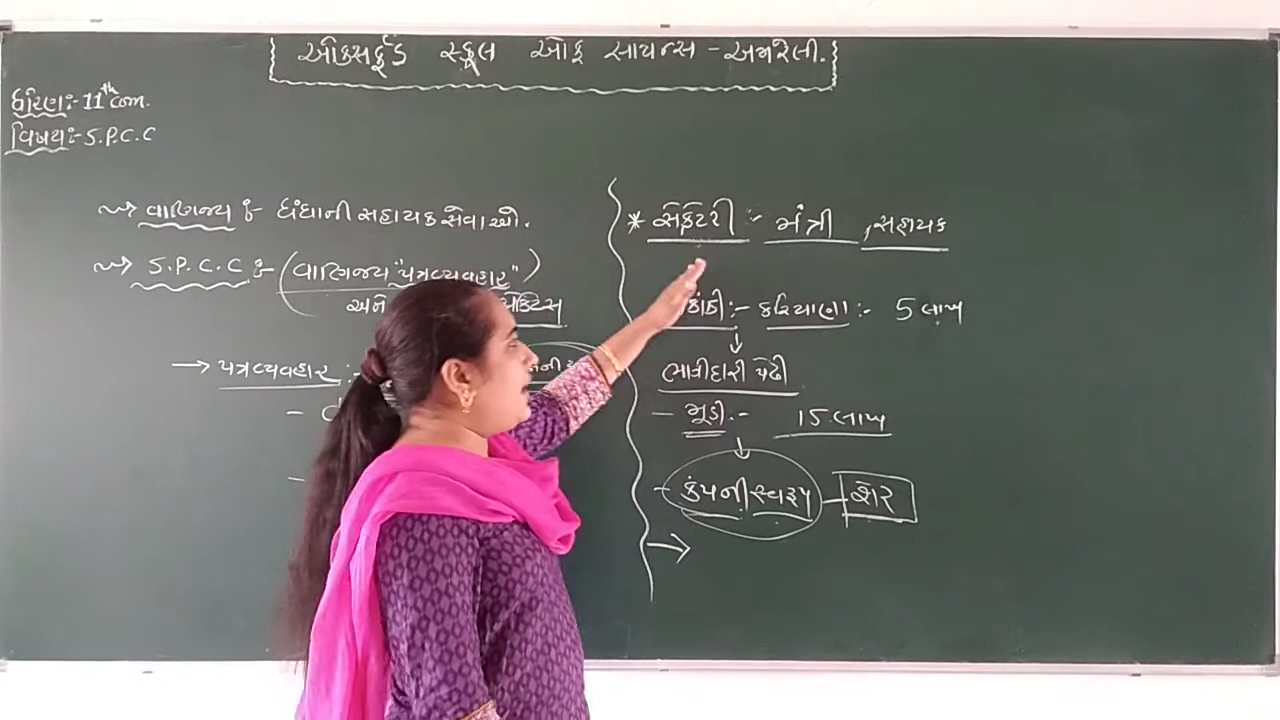 ઓક્સફર્ડ સ્કૂલ ઓફ સાયન્સ - અમરેલી.
ધોરણ:- 11th com.
વિષય:- S.P.C.C
વાણિજ્ય :- ધંધાની સહાયક સેવાઓ.
S.P.C.C :- (વાણિજ્ય "પત્રવ્યવહાર")
અને
→ પત્રવ્યવહાર :-
* સેક્રેટરી :- મંત્રી , સહાયક
:- કરિયાણા :- 5 લાખ
↓
ભાગીદારી પેઢી
- મૂડી. - 15 લાખ
↓
- કંપની સ્વરૂપ - શેર
→